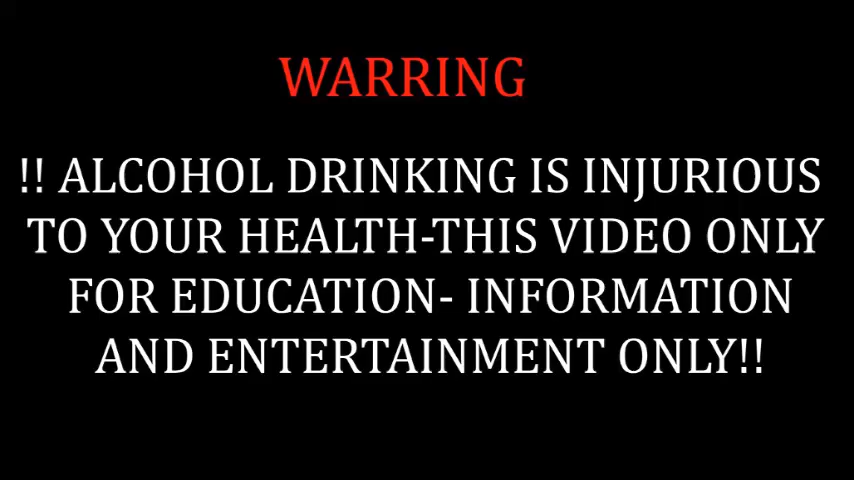 WARRING
!! ALCOHOL DRINKING IS INJURIOUS
TO YOUR HEALTH-THIS VIDEO ONLY
FOR EDUCATION- INFORMATION
AND ENTERTAINMENT ONLY!!